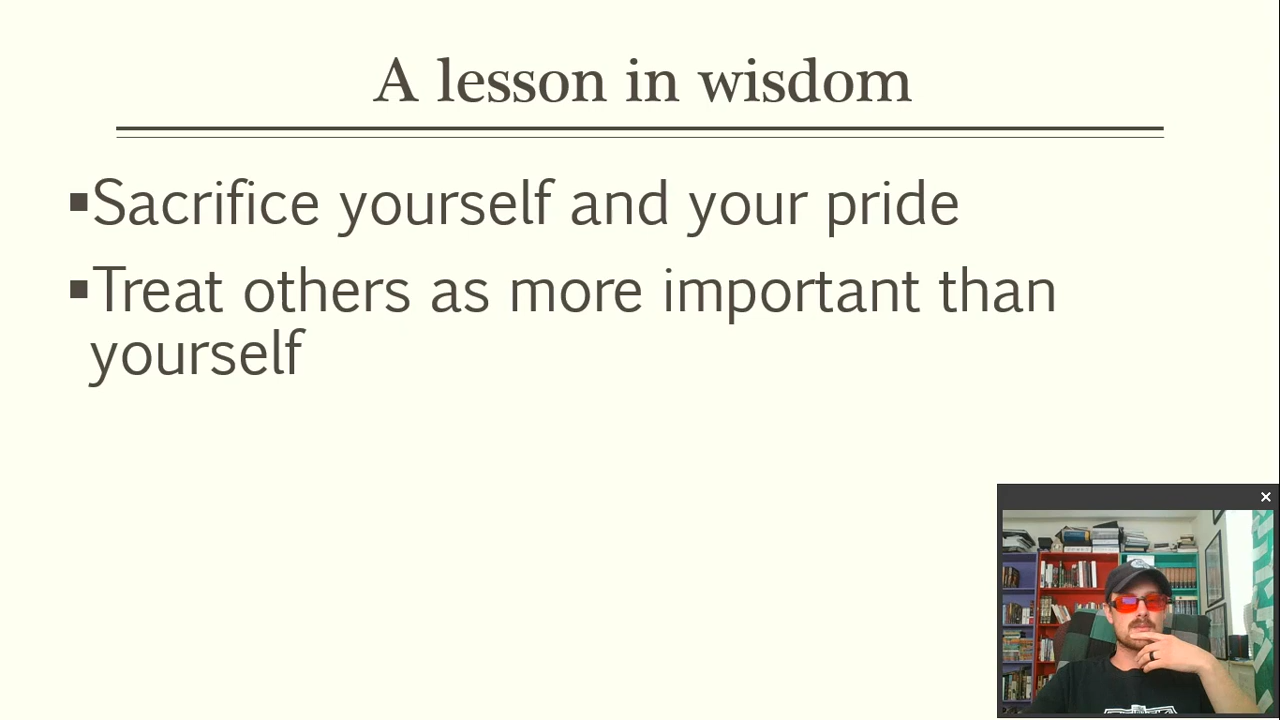 A lesson in wisdom
▪Sacrifice yourself and your pride
▪Treat others as more important than
yourself